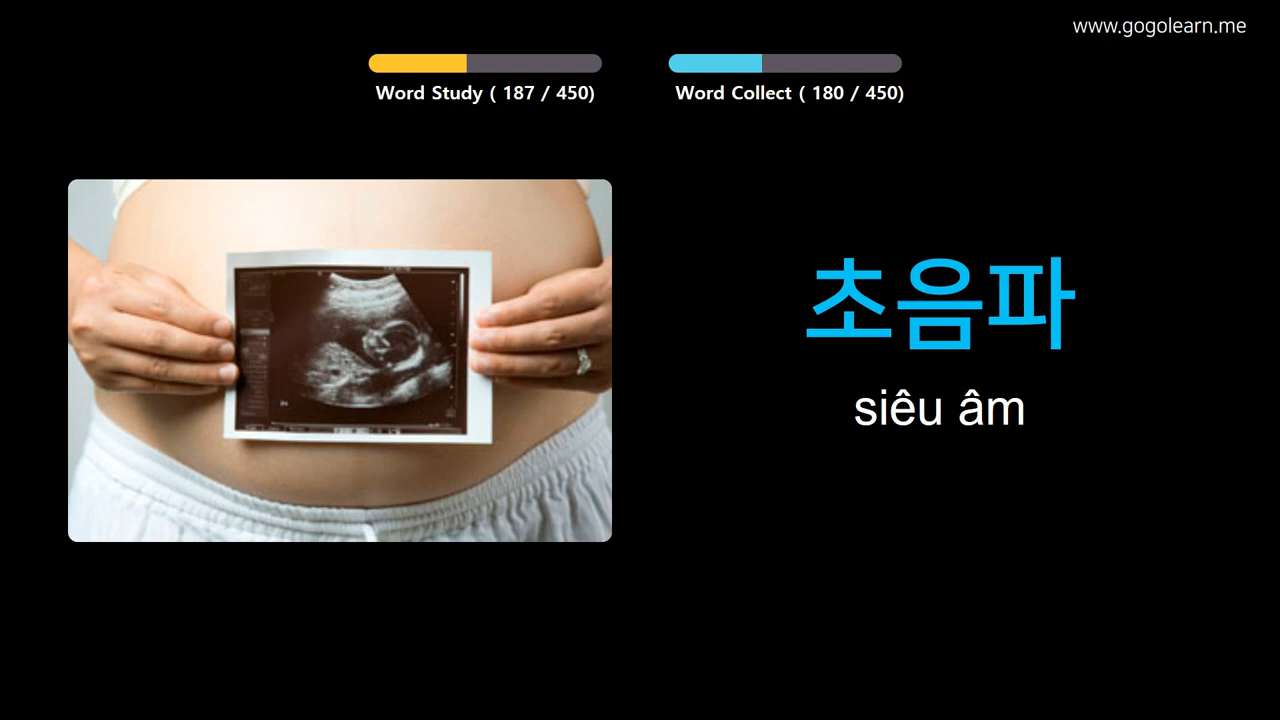 www.gogolearn.me
Word Study ( 187 / 450)
Word Collect ( 180 / 450)
초음파
siêu âm